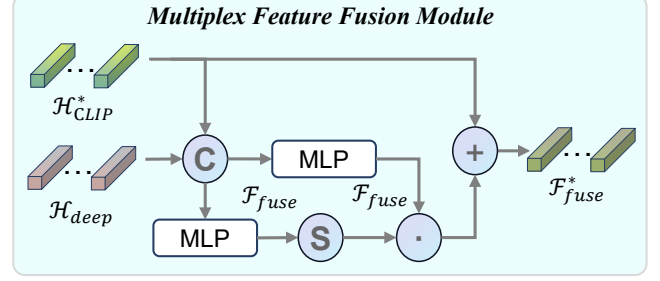 Multiplex Feature Fusion Module
... ...
ℋ*CLIP
C MLP + ℱ*fuse
ℋdeep
ℱfuse ℱfuse
MLP S ·